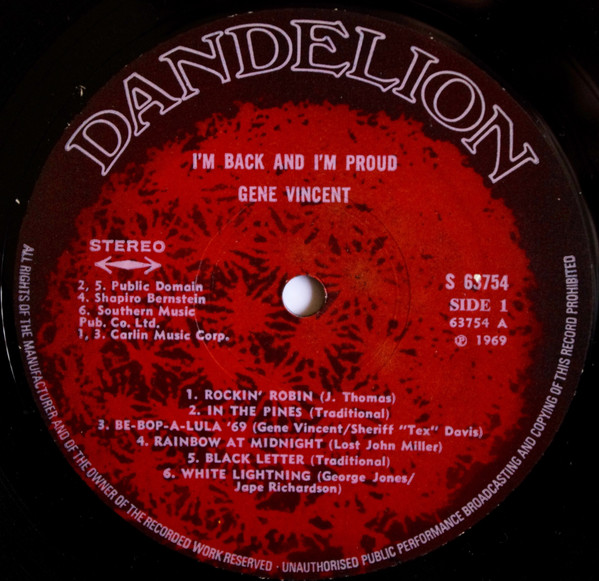 DANDELION
I'M BACK AND I'M PROUD
GENE VINCENT
STEREO
2, 5. Public Domain
4. Shapiro Bernstein
6. Southern Music
Pub. Co. Ltd.
1, 3. Carlin Music Corp.
S 63754
SIDE 1
63754 A
℗ 1969
1. ROCKIN' ROBIN (J. Thomas)
2. IN THE PINES (Traditional)
3. BE-BOP-A-LULA '69 (Gene Vincent/Sheriff "Tex" Davis)
4. RAINBOW AT MIDNIGHT (Lost John Miller)
5. BLACK LETTER (Traditional)
6. WHITE LIGHTNING (George Jones/
Jape Richardson)
ALL RIGHTS OF THE MANUFACTURER AND OF THE OWNER OF THE RECORDED WORK RESERVED · UNAUTHORISED PUBLIC PERFORMANCE BROADCASTING AND COPYING OF THIS RECORD PROHIBITED